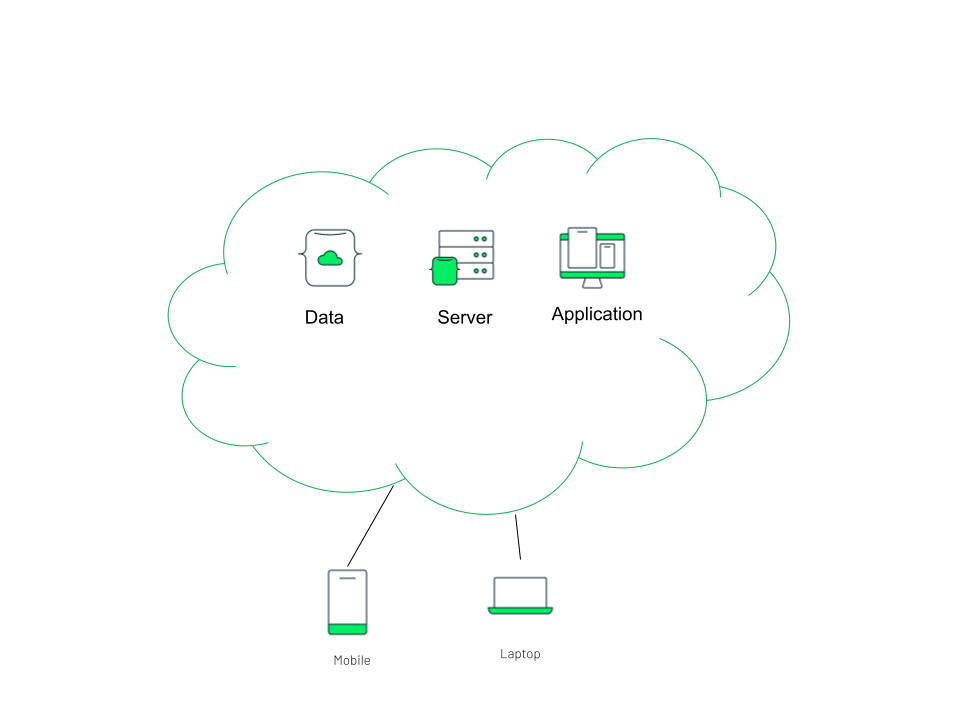 Data
Server
Application
Mobile
Laptop